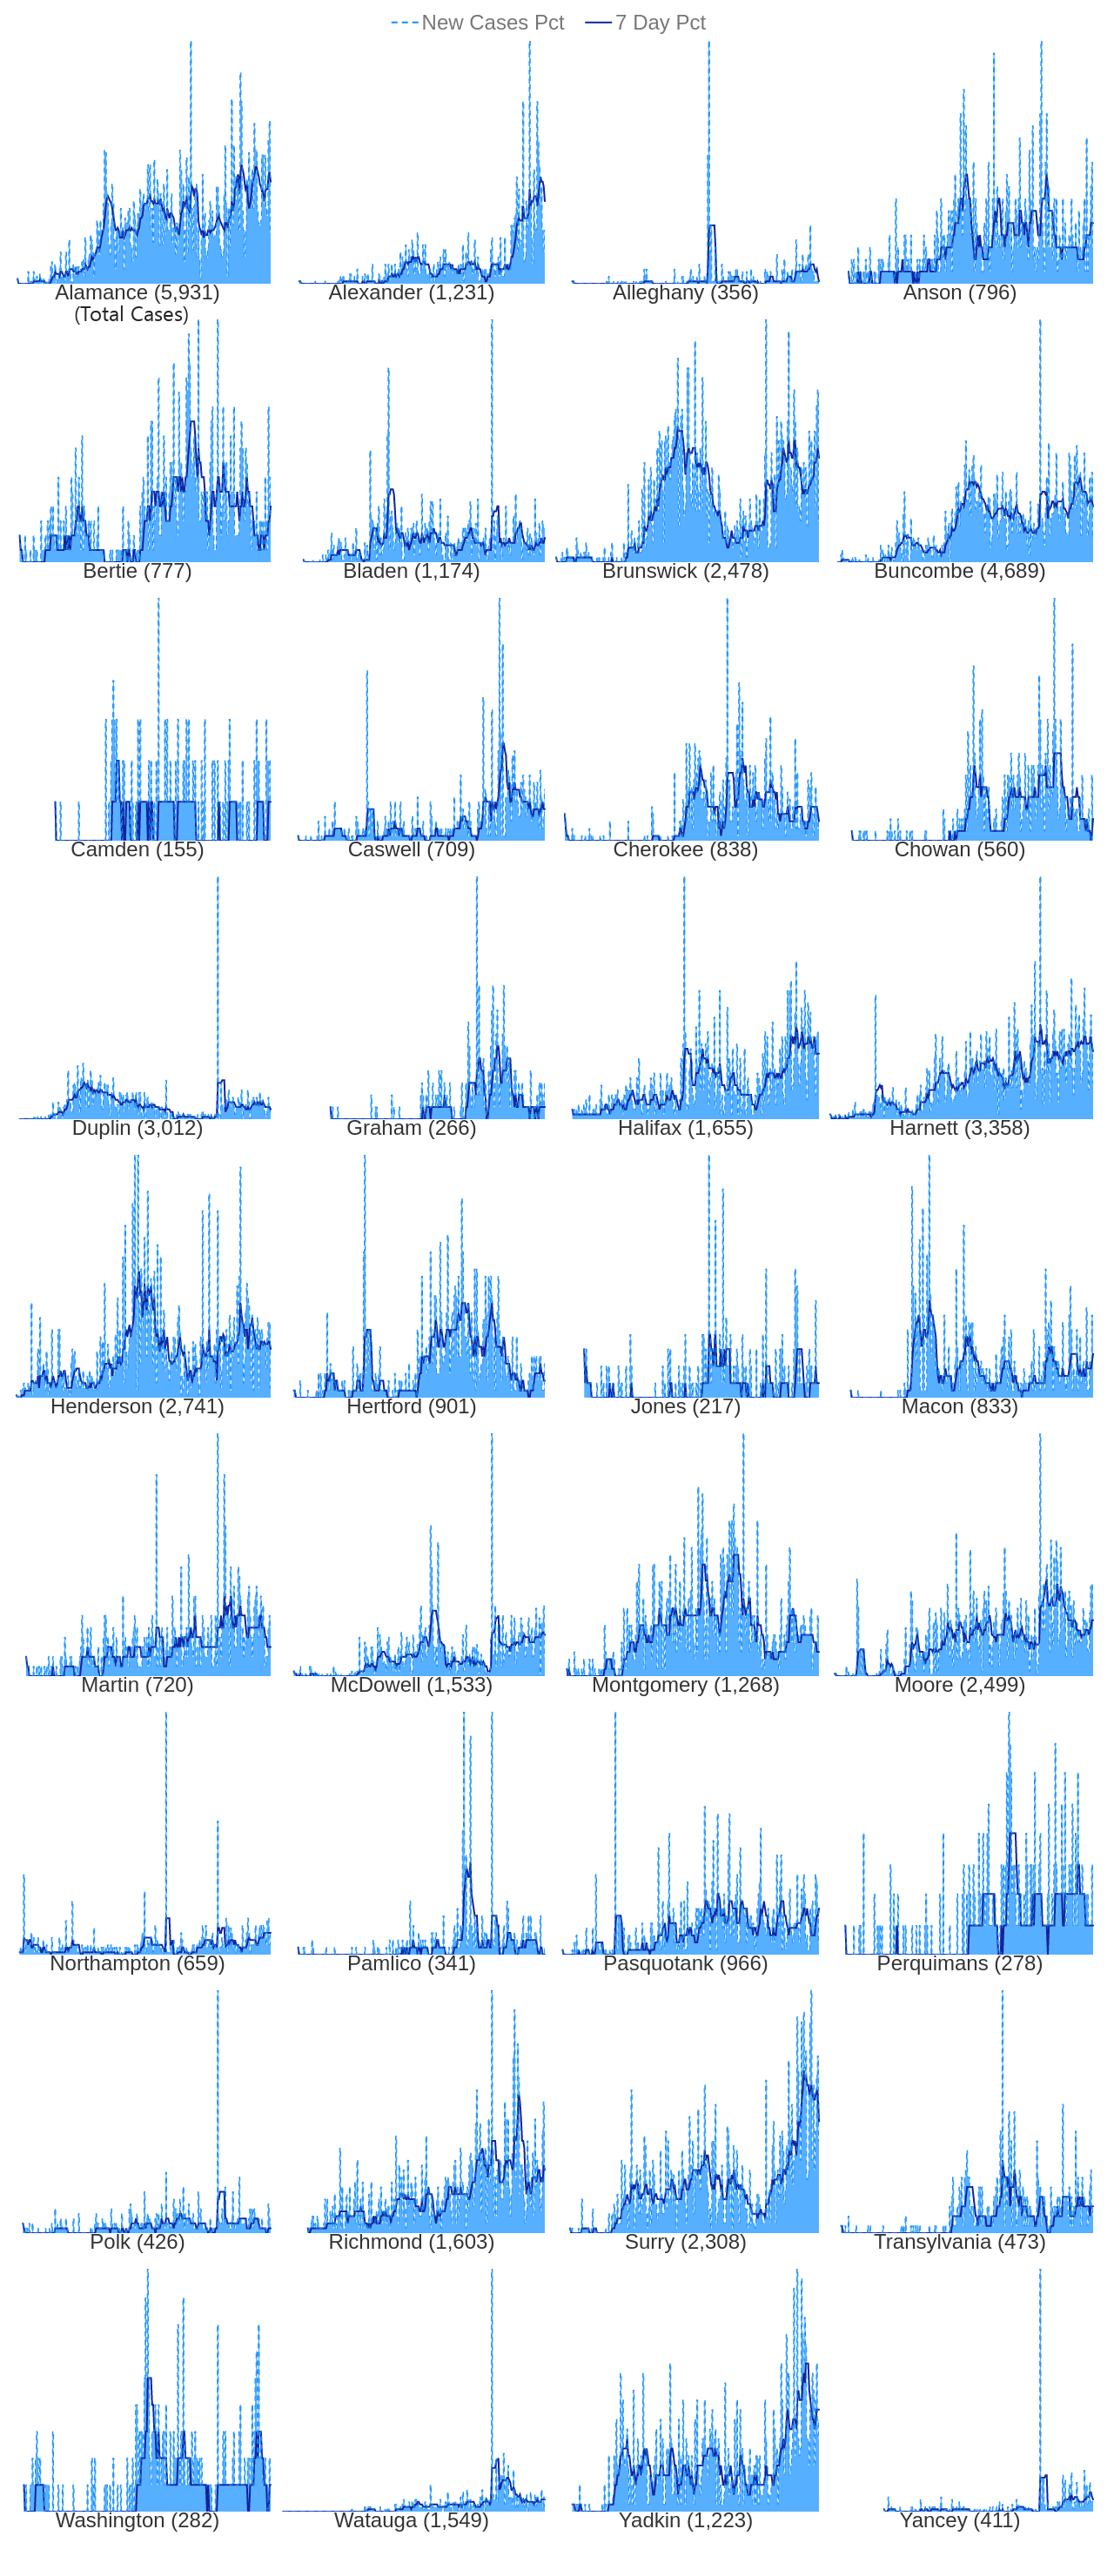 New Cases Pct 7 Day Pct
Alamance (5,931) Alexander (1,231) Alleghany (356) Anson (796)
(Total Cases)
Bertie (777) Bladen (1,174) Brunswick (2,478) Buncombe (4,689)
Camden (155) Caswell (709) Cherokee (838) Chowan (560)
Duplin (3,012) Graham (266) Halifax (1,655) Harnett (3,358)
Henderson (2,741) Hertford (901) Jones (217) Macon (833)
Martin (720) McDowell (1,533) Montgomery (1,268) Moore (2,499)
Northampton (659) Pamlico (341) Pasquotank (966) Perquimans (278)
Polk (426) Richmond (1,603) Surry (2,308) Transylvania (473)
Washington (282) Watauga (1,549) Yadkin (1,223) Yancey (411)